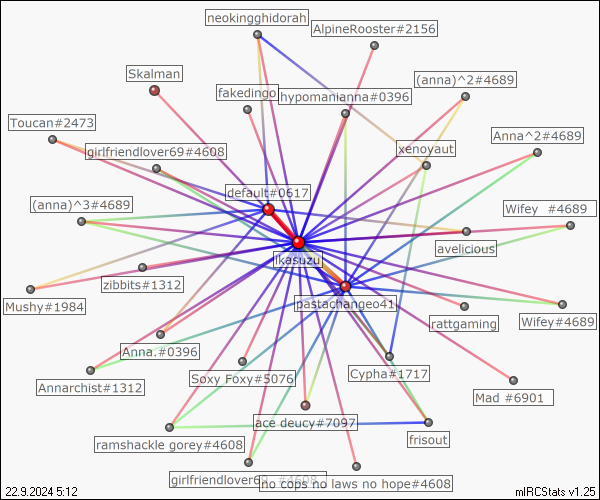 neokingghidorah
AlpineRooster#2156
Skalman
(anna)^2#4689
fakedingo
hypomanianna#0396
Toucan#2473
Anna^2#4689
girlfriendlover69#4608
xenoyaut
default#0617
(anna)^3#4689
Wifey #4689
avelicious
ikasuzu
zibbits#1312
Mushy#1984
pastachangeo41
rattgaming
Wifey#4689
Anna.#0396
Annarchist#1312
Soxy Foxy#5076
Cypha#1717
Mad #6901
ace deucy#7097
ramshackle gorey#4608
frisout
girlfriendlover69
no cops no laws no hope#4608
22.9.2024 5:12
mIRCStats v1.25